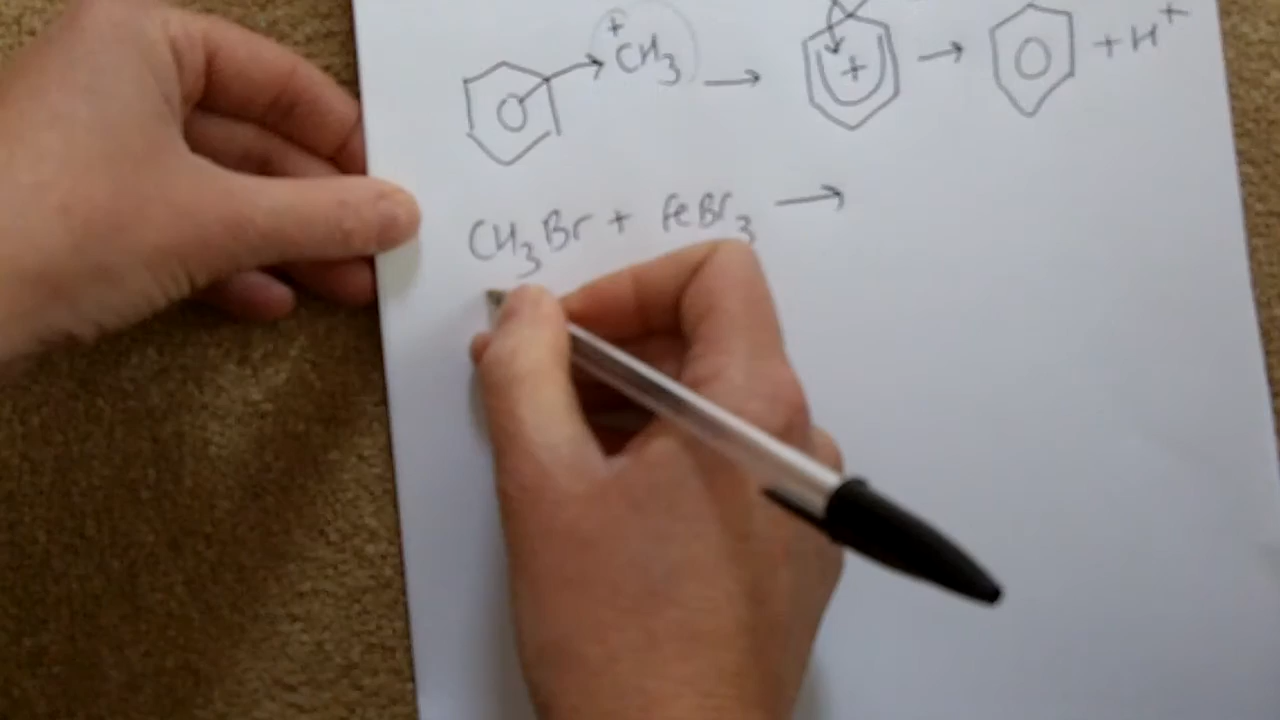 ⁺CH₃ → + → + H⁺
CH₃Br + FeBr₃ →